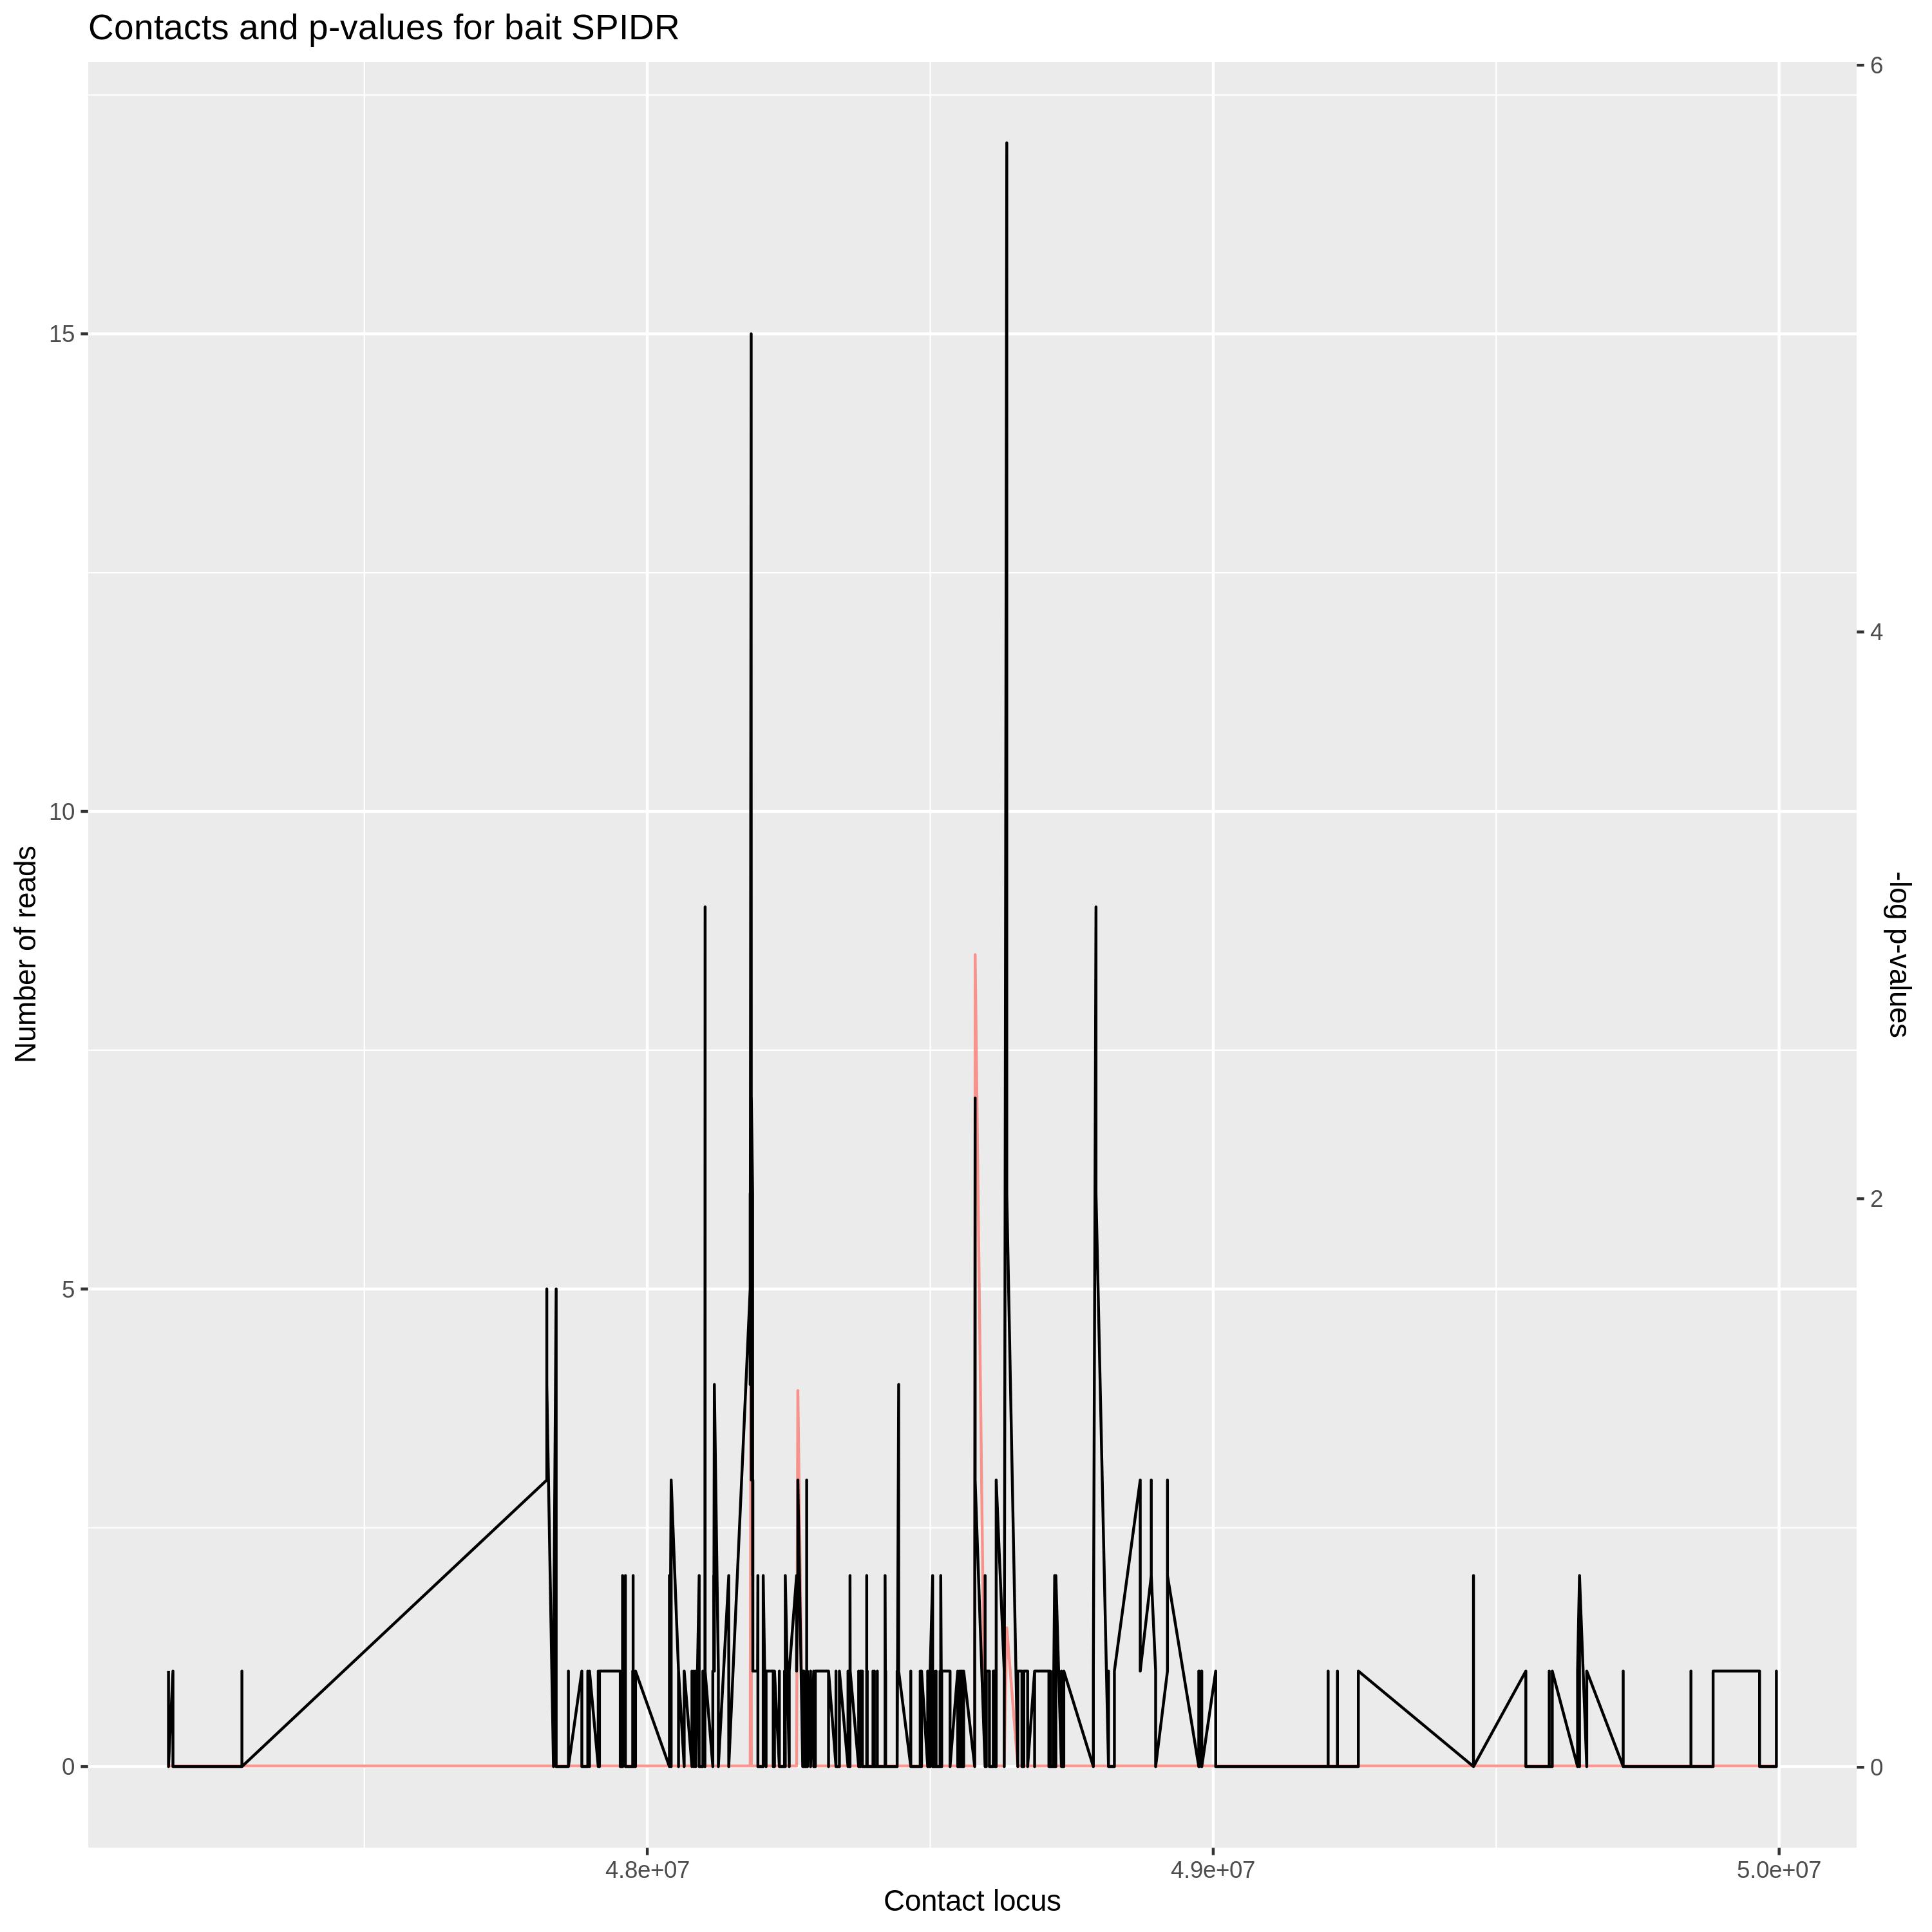 Contacts and p-values for bait SPIDR
6
15
4
10
Number of reads
-log p-values
5
2
0
0
4.8e+07
4.9e+07
5.0e+07
Contact locus